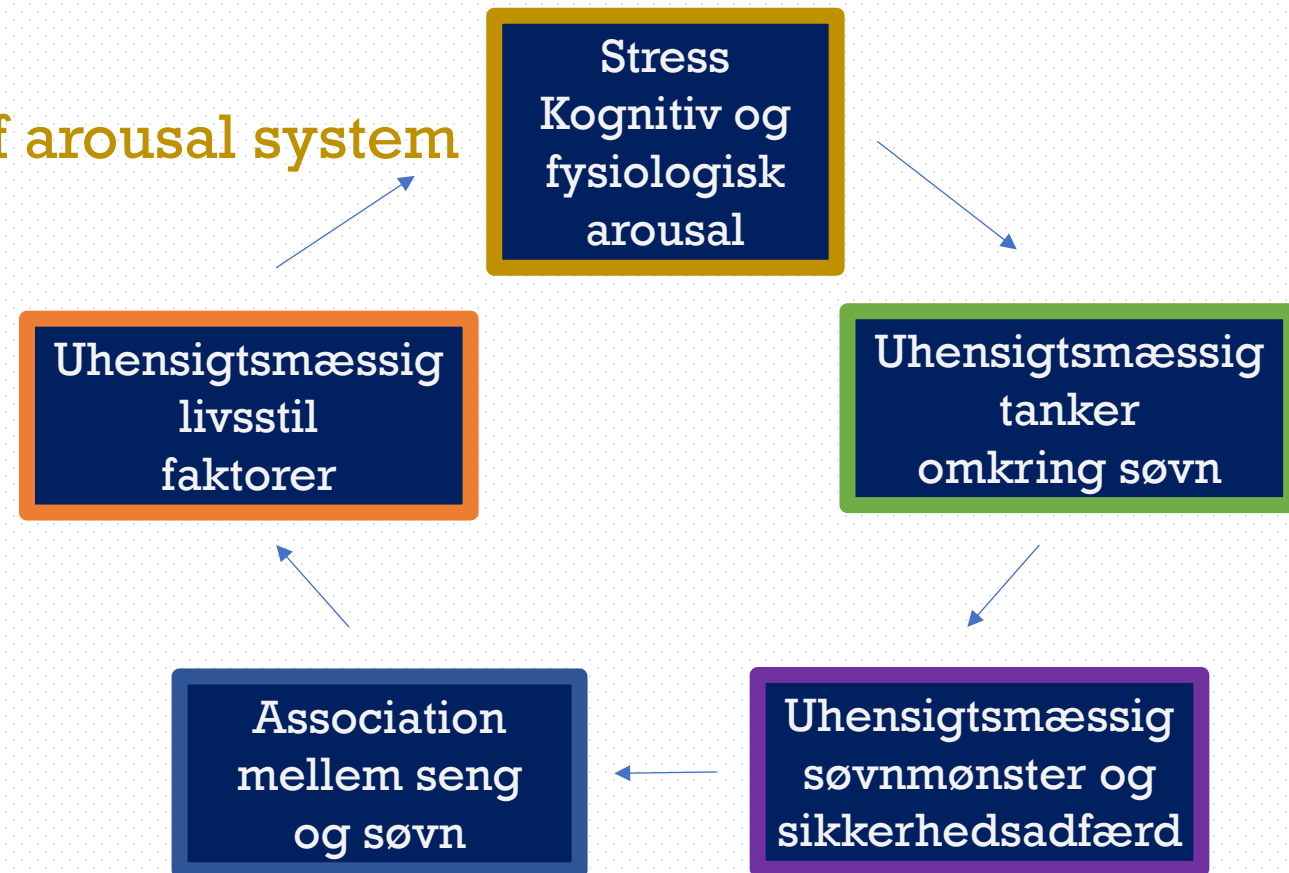 f arousal system
Stress
Kognitiv og
fysiologisk
arousal
Uhensigtsmæssig
tanker
omkring søvn
Uhensigtsmæssig
søvnmønster og
sikkerhedsadfærd
Association
mellem seng
og søvn
Uhensigtsmæssig
livsstil
faktorer